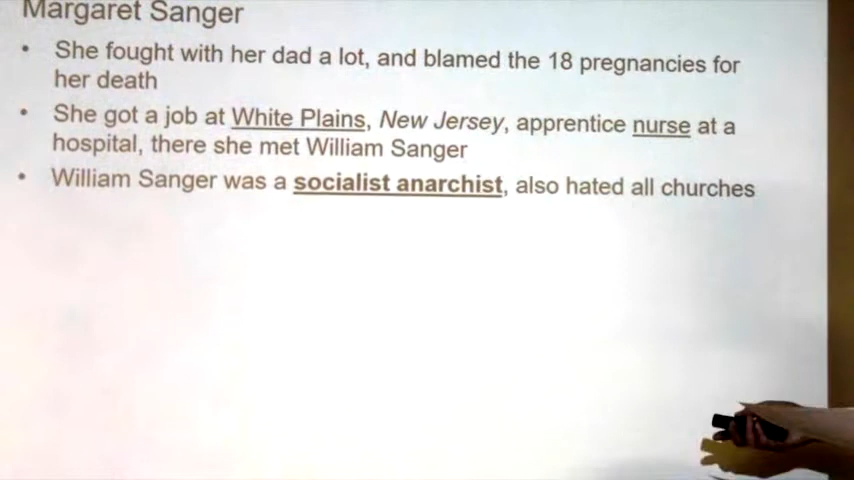 Margaret Sanger
• She fought with her dad a lot, and blamed the 18 pregnancies for
her death
• She got a job at White Plains, New Jersey, apprentice nurse at a
hospital, there she met William Sanger
• William Sanger was a socialist anarchist, also hated all churches